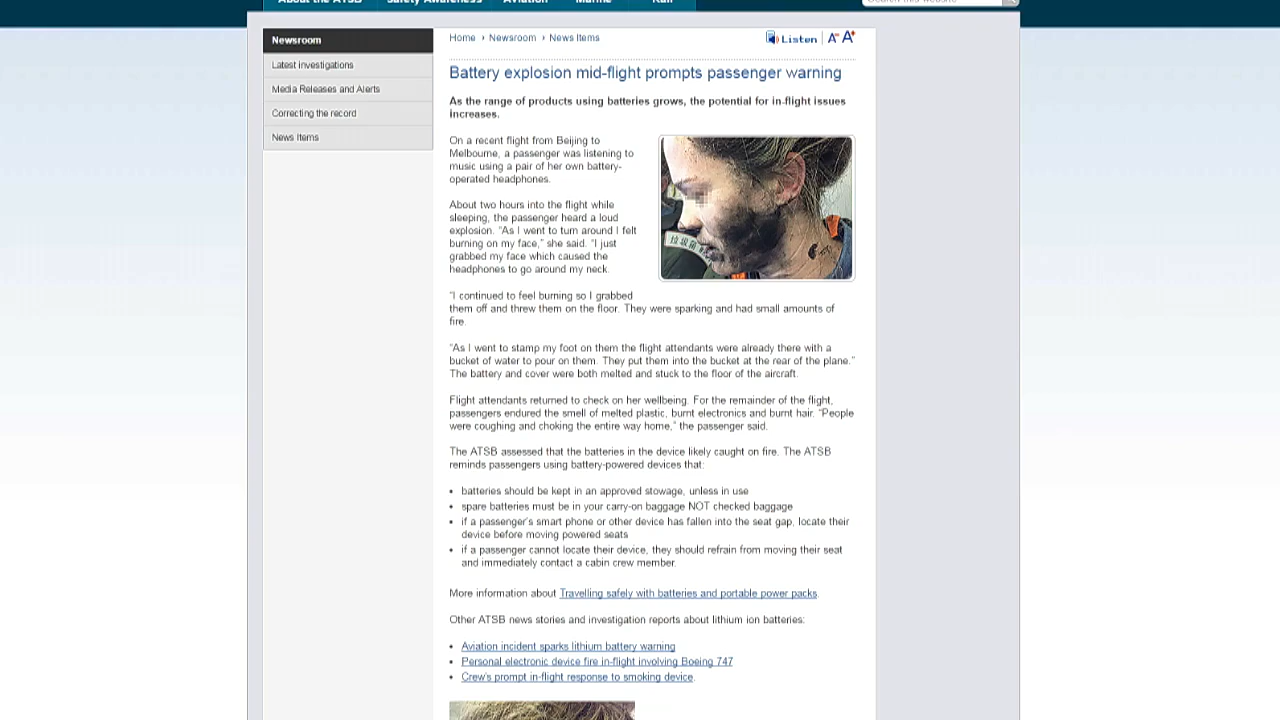 About the ATSB Safety Awareness Aviation Marine Rail
Search this website
Newsroom
Latest investigations
Media Releases and Alerts
Correcting the record
News Items
Home › Newsroom › News Items
Listen A- A+
Battery explosion mid-flight prompts passenger warning
As the range of products using batteries grows, the potential for in-flight issues
increases.
On a recent flight from Beijing to
Melbourne, a passenger was listening to
music using a pair of her own battery-
operated headphones.
About two hours into the flight while
sleeping, the passenger heard a loud
explosion. “As I went to turn around I felt
burning on my face,” she said. “I just
grabbed my face which caused the
headphones to go around my neck.
“I continued to feel burning so I grabbed
them off and threw them on the floor. They were sparking and had small amounts of
fire.
“As I went to stamp my foot on them the flight attendants were already there with a
bucket of water to pour on them. They put them into the bucket at the rear of the plane.”
The battery and cover were both melted and stuck to the floor of the aircraft.
Flight attendants returned to check on her wellbeing. For the remainder of the flight,
passengers endured the smell of melted plastic, burnt electronics and burnt hair. “People
were coughing and choking the entire way home,” the passenger said.
The ATSB assessed that the batteries in the device likely caught on fire. The ATSB
reminds passengers using battery-powered devices that:
• batteries should be kept in an approved stowage, unless in use
• spare batteries must be in your carry-on baggage NOT checked baggage
• if a passenger’s smart phone or other device has fallen into the seat gap, locate their
device before moving powered seats
• if a passenger cannot locate their device, they should refrain from moving their seat
and immediately contact a cabin crew member.
More information about Travelling safely with batteries and portable power packs.
Other ATSB news stories and investigation reports about lithium ion batteries:
• Aviation incident sparks lithium battery warning
• Personal electronic device fire in-flight involving Boeing 747
• Crew’s prompt in-flight response to smoking device.